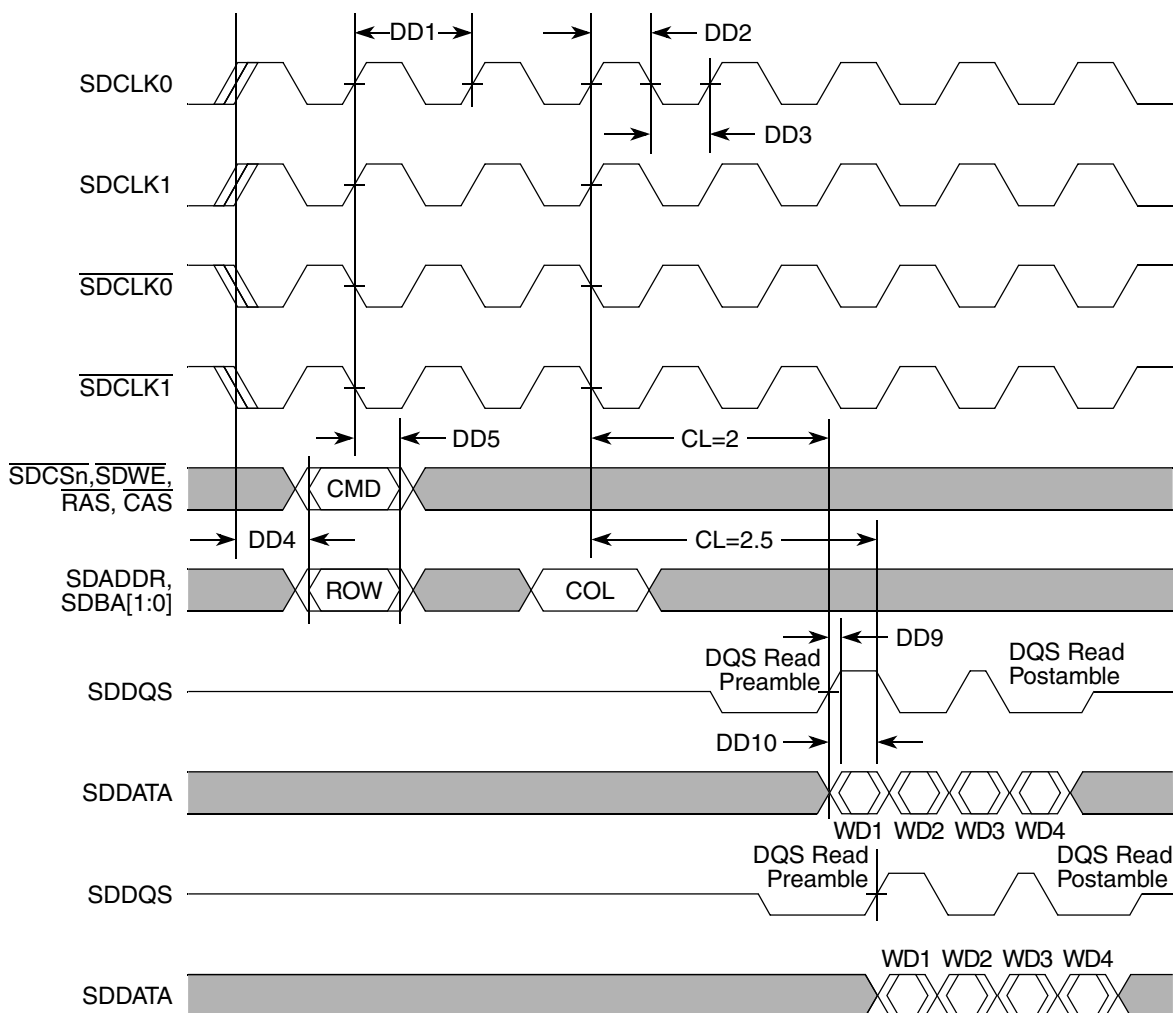 DD1
DD2
SDCLK0
DD3
SDCLK1
SDCLK0
SDCLK1
DD5
CL=2
SDCSn,SDWE,
RAS, CAS
CMD
DD4
CL=2.5
SDADDR,
SDBA[1:0]
ROW
COL
DD9
DQS Read
Preamble
DQS Read
Postamble
SDDQS
DD10
SDDATA
WD1 WD2 WD3 WD4
DQS Read
Preamble
DQS Read
Postamble
SDDQS
WD1 WD2 WD3 WD4
SDDATA